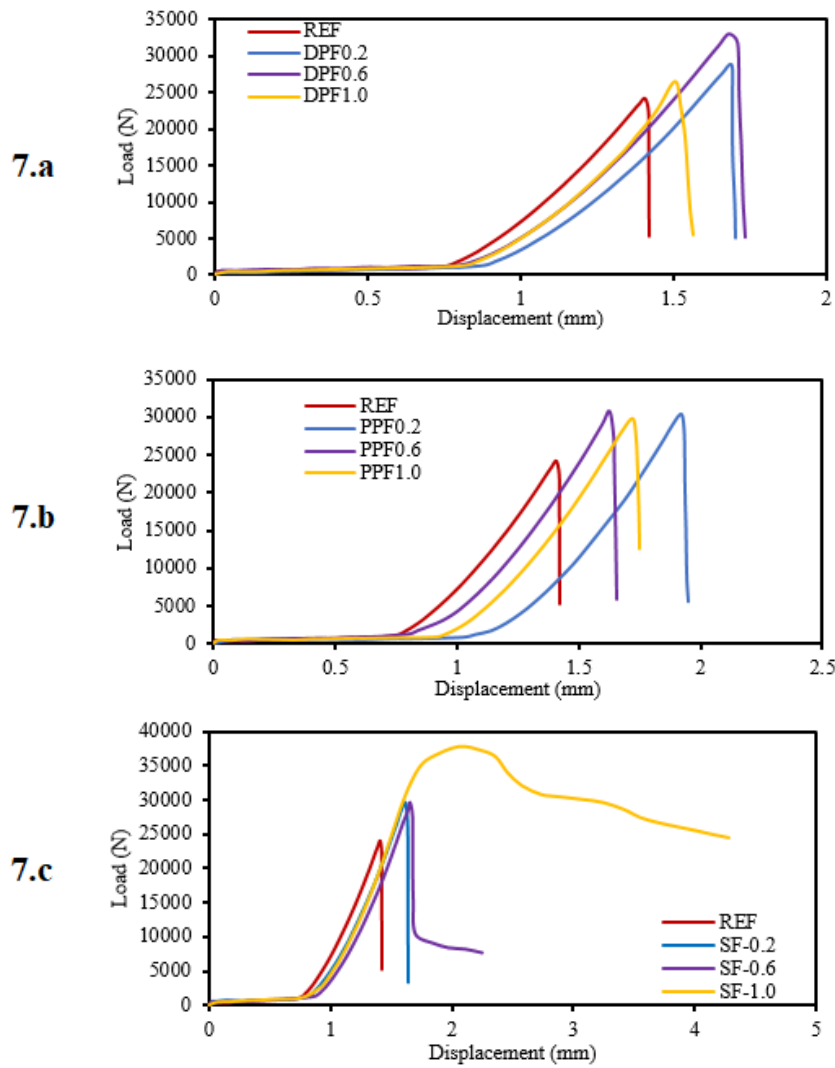 7.a
Load (N)
35000
30000
25000
20000
15000
10000
5000
0
REF
DPF0.2
DPF0.6
DPF1.0
0 0.5 1 1.5 2
Displacement (mm)
7.b
Load (N)
35000
30000
25000
20000
15000
10000
5000
0
REF
PPF0.2
PPF0.6
PPF1.0
0 0.5 1 1.5 2 2.5
Displacement (mm)
7.c
Load (N)
40000
35000
30000
25000
20000
15000
10000
5000
0
REF
SF-0.2
SF-0.6
SF-1.0
0 1 2 3 4 5
Displacement (mm)